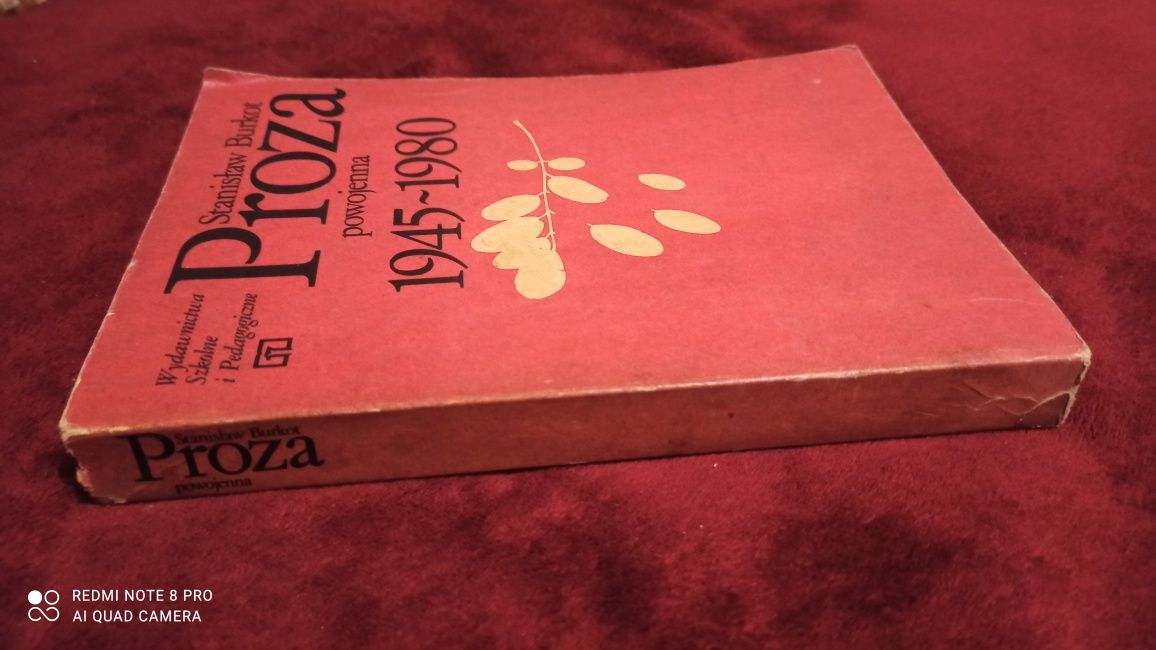 Stanisław Burkot
Proza
powojenna
1945~1980
Wydawnictwa
Szkolne
i Pedagogiczne
Stanisław Burkot
Proza
powojenna
REDMI NOTE 8 PRO
AI QUAD CAMERA